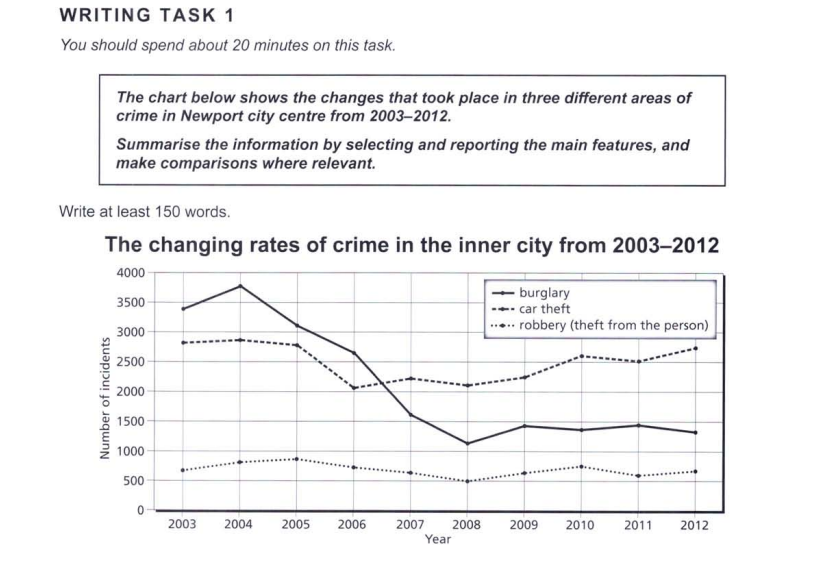 WRITING TASK 1
You should spend about 20 minutes on this task.
The chart below shows the changes that took place in three different areas of
crime in Newport city centre from 2003–2012.
Summarise the information by selecting and reporting the main features, and
make comparisons where relevant.
Write at least 150 words.
The changing rates of crime in the inner city from 2003–2012
4000
3500
3000
2500
2000
1500
1000
500
0
Number of incidents
burglary
car theft
robbery (theft from the person)
2003 2004 2005 2006 2007 2008 2009 2010 2011 2012
Year